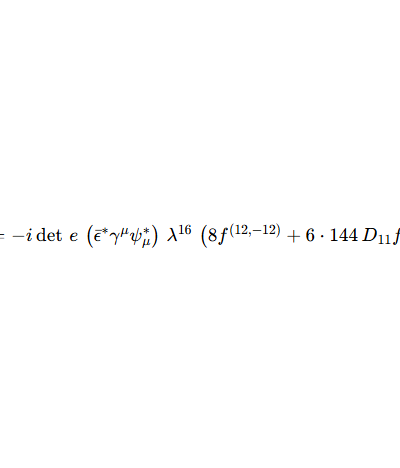 = −i det e (ε̄*γ^μψ*_μ) λ^16 (8f^(12,−12) + 6 · 144 D_11 f